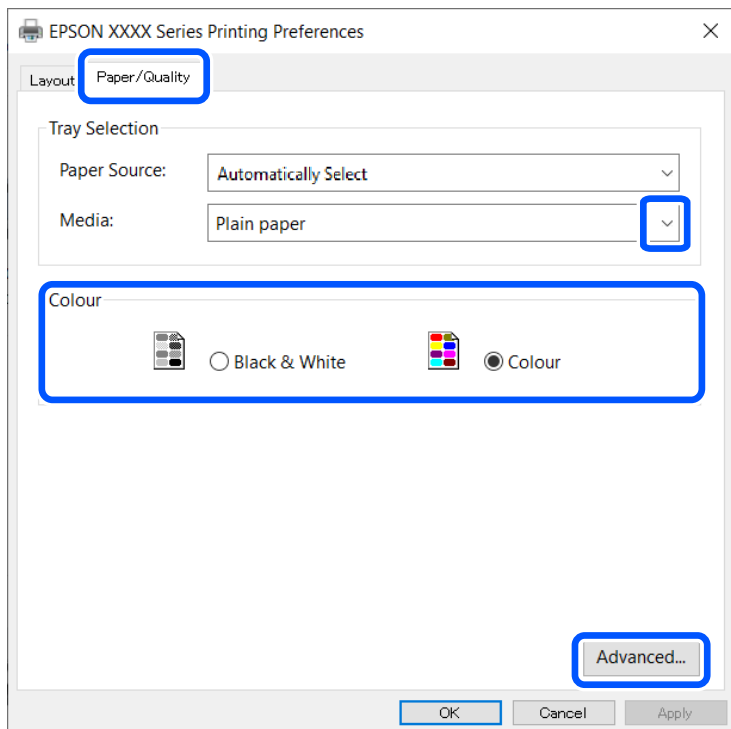 EPSON XXXX Series Printing Preferences
Layout Paper/Quality
Tray Selection
Paper Source: Automatically Select
Media: Plain paper
Colour
Black & White Colour
Advanced...
OK Cancel Apply